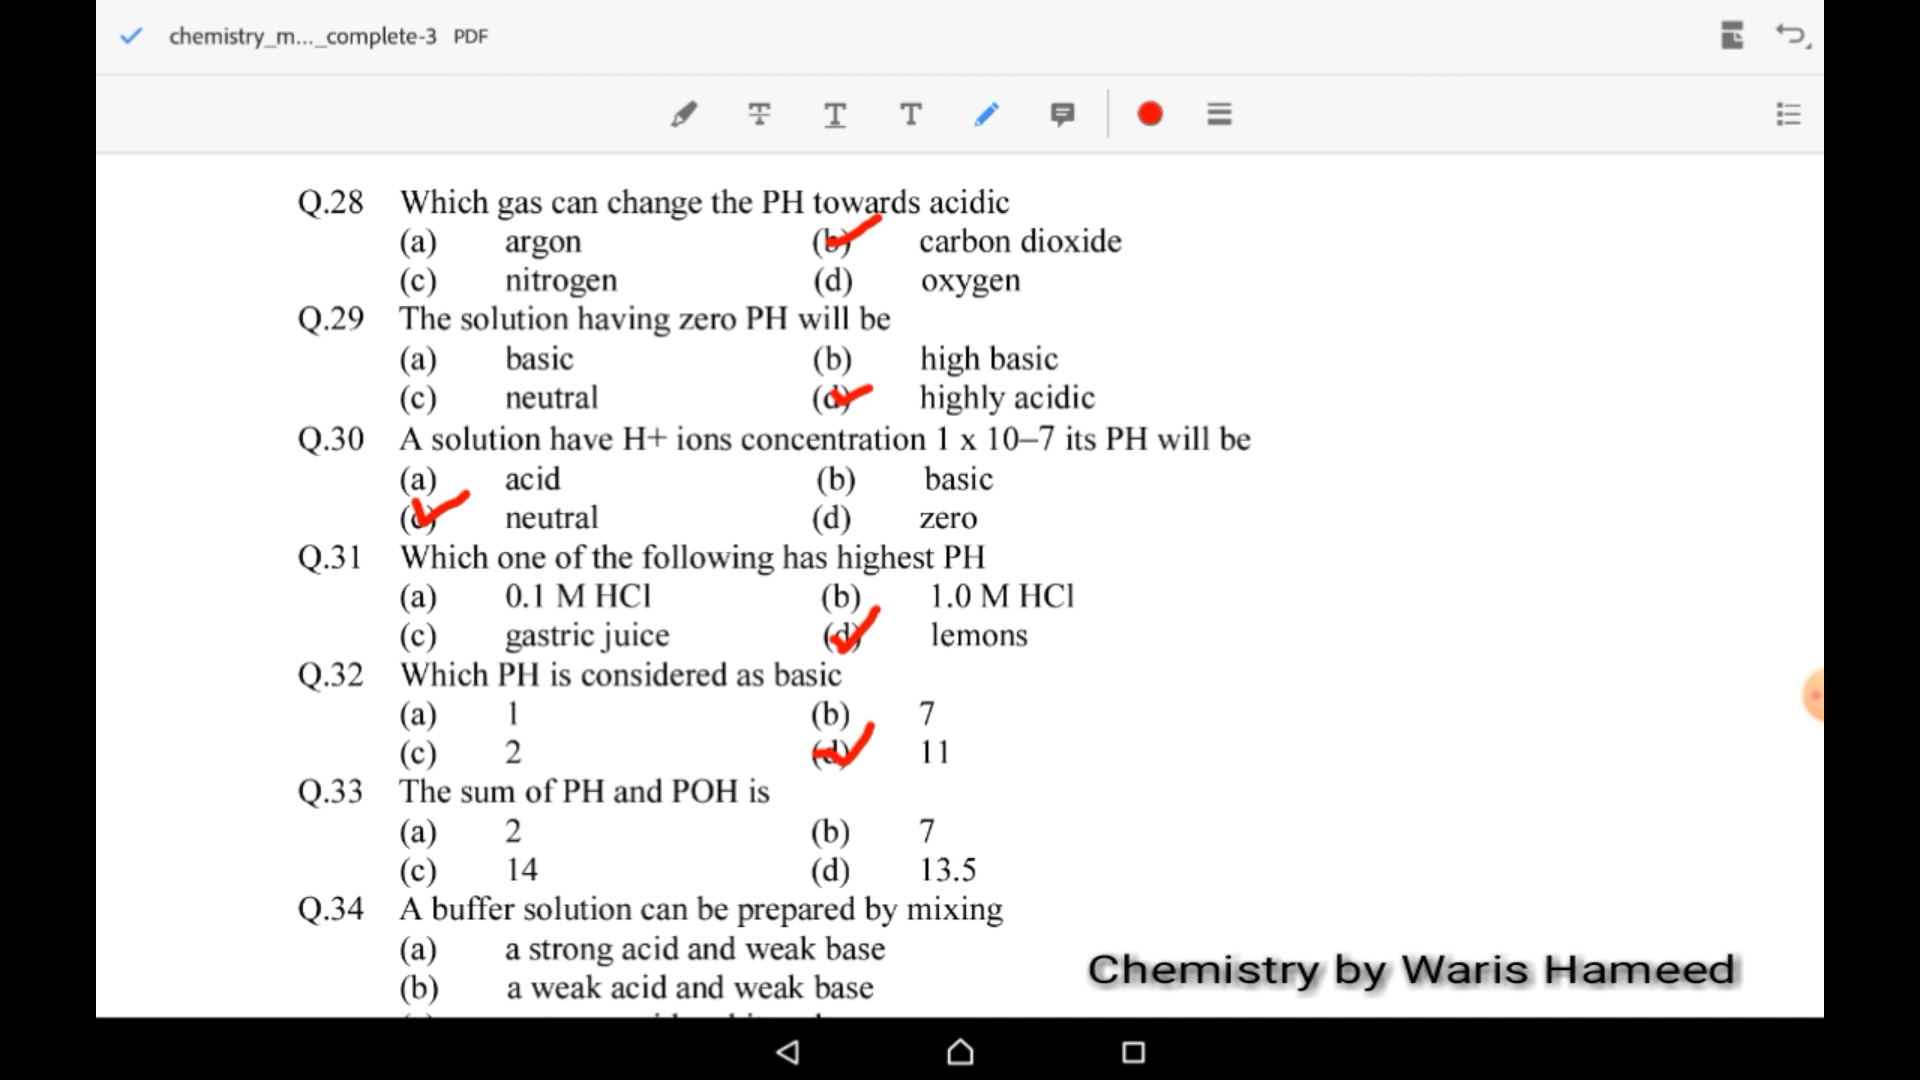 chemistry_m..._complete-3 PDF
Q.28 Which gas can change the PH towards acidic
(a) argon (b) carbon dioxide
(c) nitrogen (d) oxygen
Q.29 The solution having zero PH will be
(a) basic (b) high basic
(c) neutral (d) highly acidic
Q.30 A solution have H+ ions concentration 1 x 10–7 its PH will be
(a) acid (b) basic
(c) neutral (d) zero
Q.31 Which one of the following has highest PH
(a) 0.1 M HCl (b) 1.0 M HCl
(c) gastric juice (d) lemons
Q.32 Which PH is considered as basic
(a) 1 (b) 7
(c) 2 (d) 11
Q.33 The sum of PH and POH is
(a) 2 (b) 7
(c) 14 (d) 13.5
Q.34 A buffer solution can be prepared by mixing
(a) a strong acid and weak base
(b) a weak acid and weak base
Chemistry by Waris Hameed